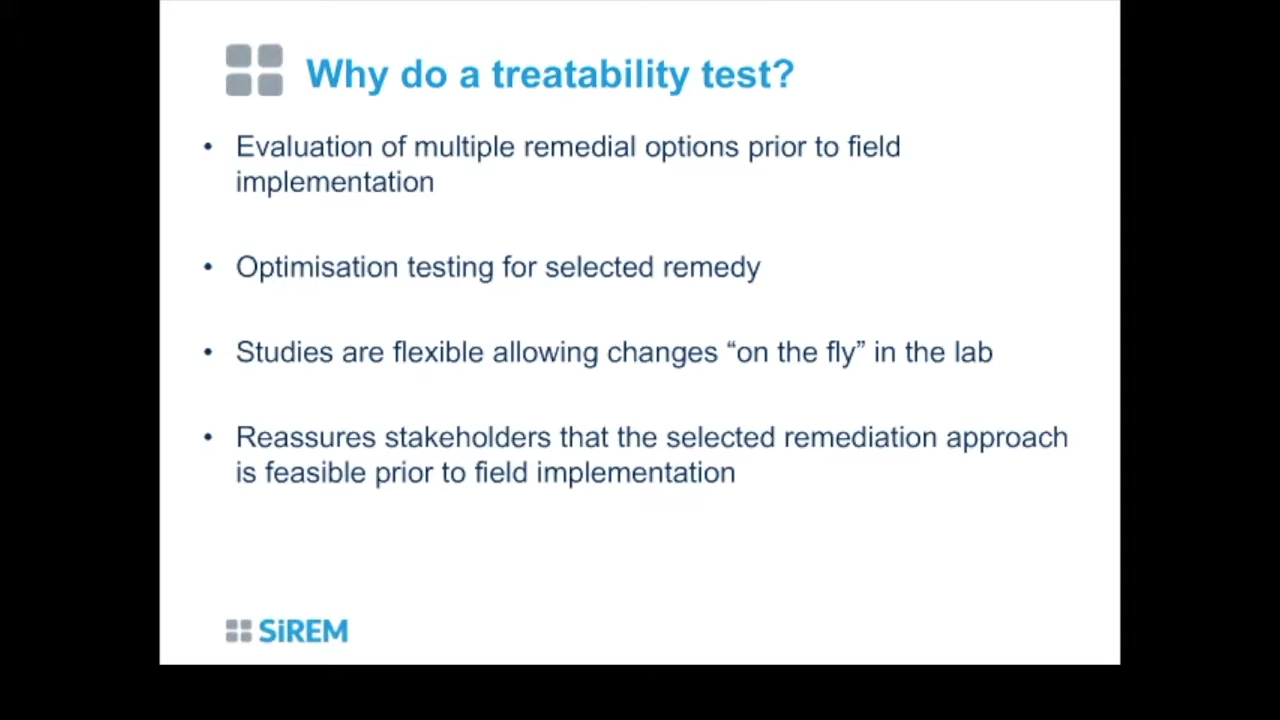 Why do a treatability test?
• Evaluation of multiple remedial options prior to field
implementation
• Optimisation testing for selected remedy
• Studies are flexible allowing changes “on the fly” in the lab
• Reassures stakeholders that the selected remediation approach
is feasible prior to field implementation
SiREM